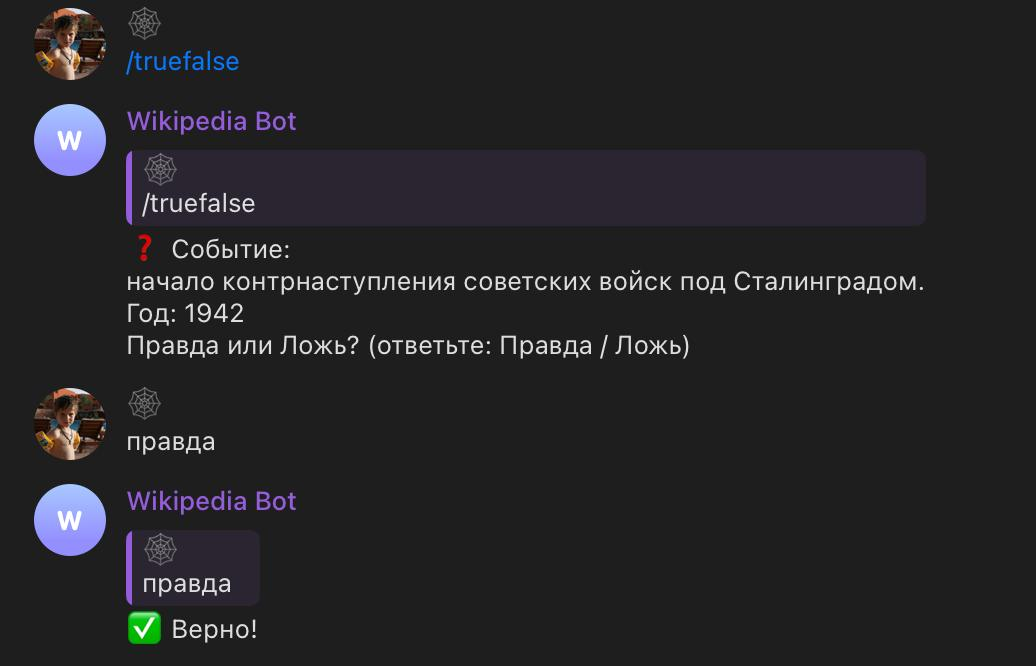 /truefalse
W
Wikipedia Bot
/truefalse
❓ Событие:
начало контрнаступления советских войск под Сталинградом.
Год: 1942
Правда или Ложь? (ответьте: Правда / Ложь)
правда
W
Wikipedia Bot
правда
✅ Верно!